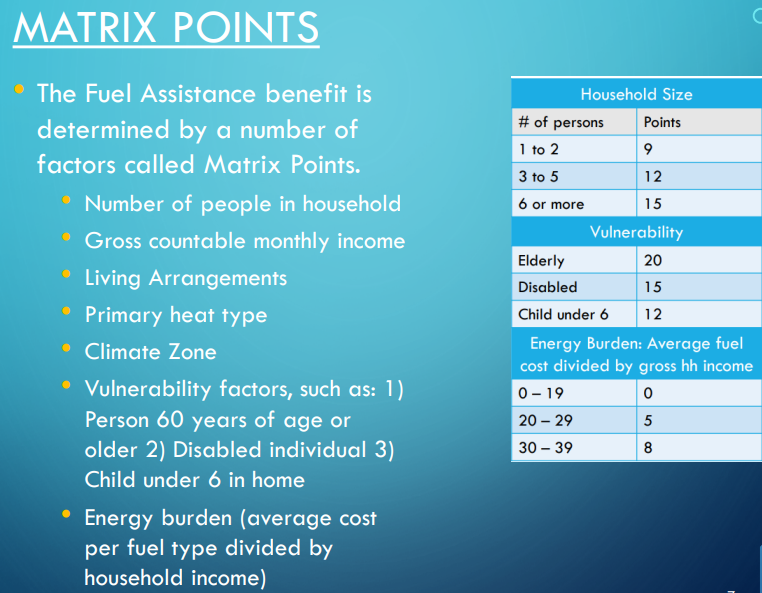 MATRIX POINTS
• The Fuel Assistance benefit is
determined by a number of
factors called Matrix Points.
• Number of people in household
• Gross countable monthly income
• Living Arrangements
• Primary heat type
• Climate Zone
• Vulnerability factors, such as: 1)
Person 60 years of age or
older 2) Disabled individual 3)
Child under 6 in home
• Energy burden (average cost
per fuel type divided by
household income)
Household Size
# of persons Points
1 to 2 9
3 to 5 12
6 or more 15
Vulnerability
Elderly 20
Disabled 15
Child under 6 12
Energy Burden: Average fuel
cost divided by gross hh income
0 – 19 0
20 – 29 5
30 – 39 8